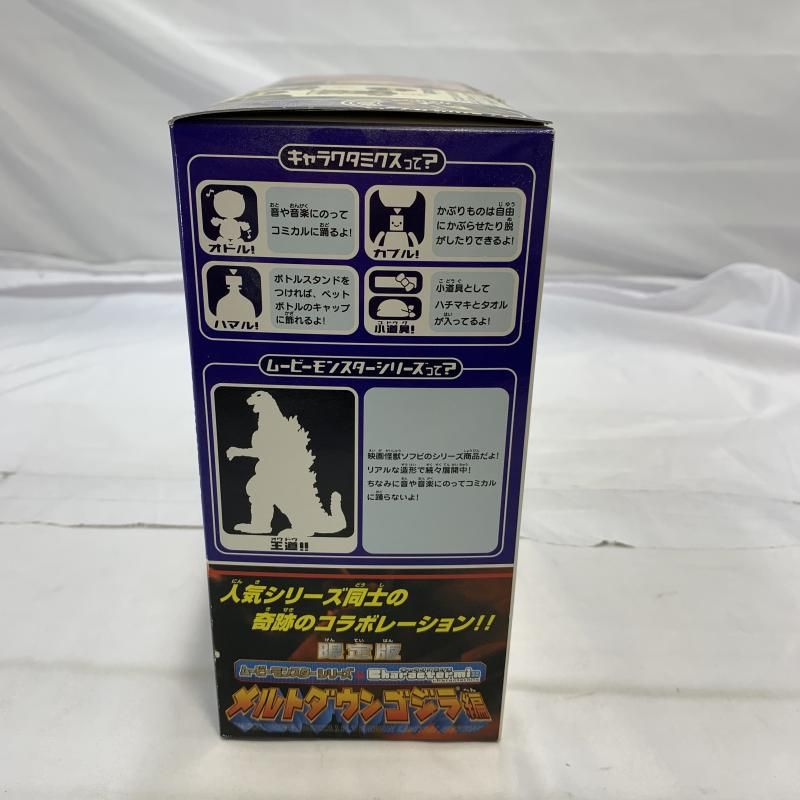 キャラクタミクスって?
オドル!
音や音楽にのって
コミカルに踊るよ!
カブル!
かぶりものは自由
にかぶらせたり脱
がしたりできるよ!
ハマル!
ボトルスタンドを
つければ、ペット
ボトルのキャップ
に飾れるよ!
小道具!
小道具として
ハチマキとタオル
が入ってるよ!
ムービーモンスターシリーズって?
王道!!
映画怪獣ソフビのシリーズ商品だよ!
リアルな造形で続々展開中!
ちなみに音や音楽にのってコミカル
に踊らないよ!
人気シリーズ同士の
奇跡のコラボレーション!!
限定版
ムービーモンスターシリーズ×Charactermix
メルトダウンゴジラ編